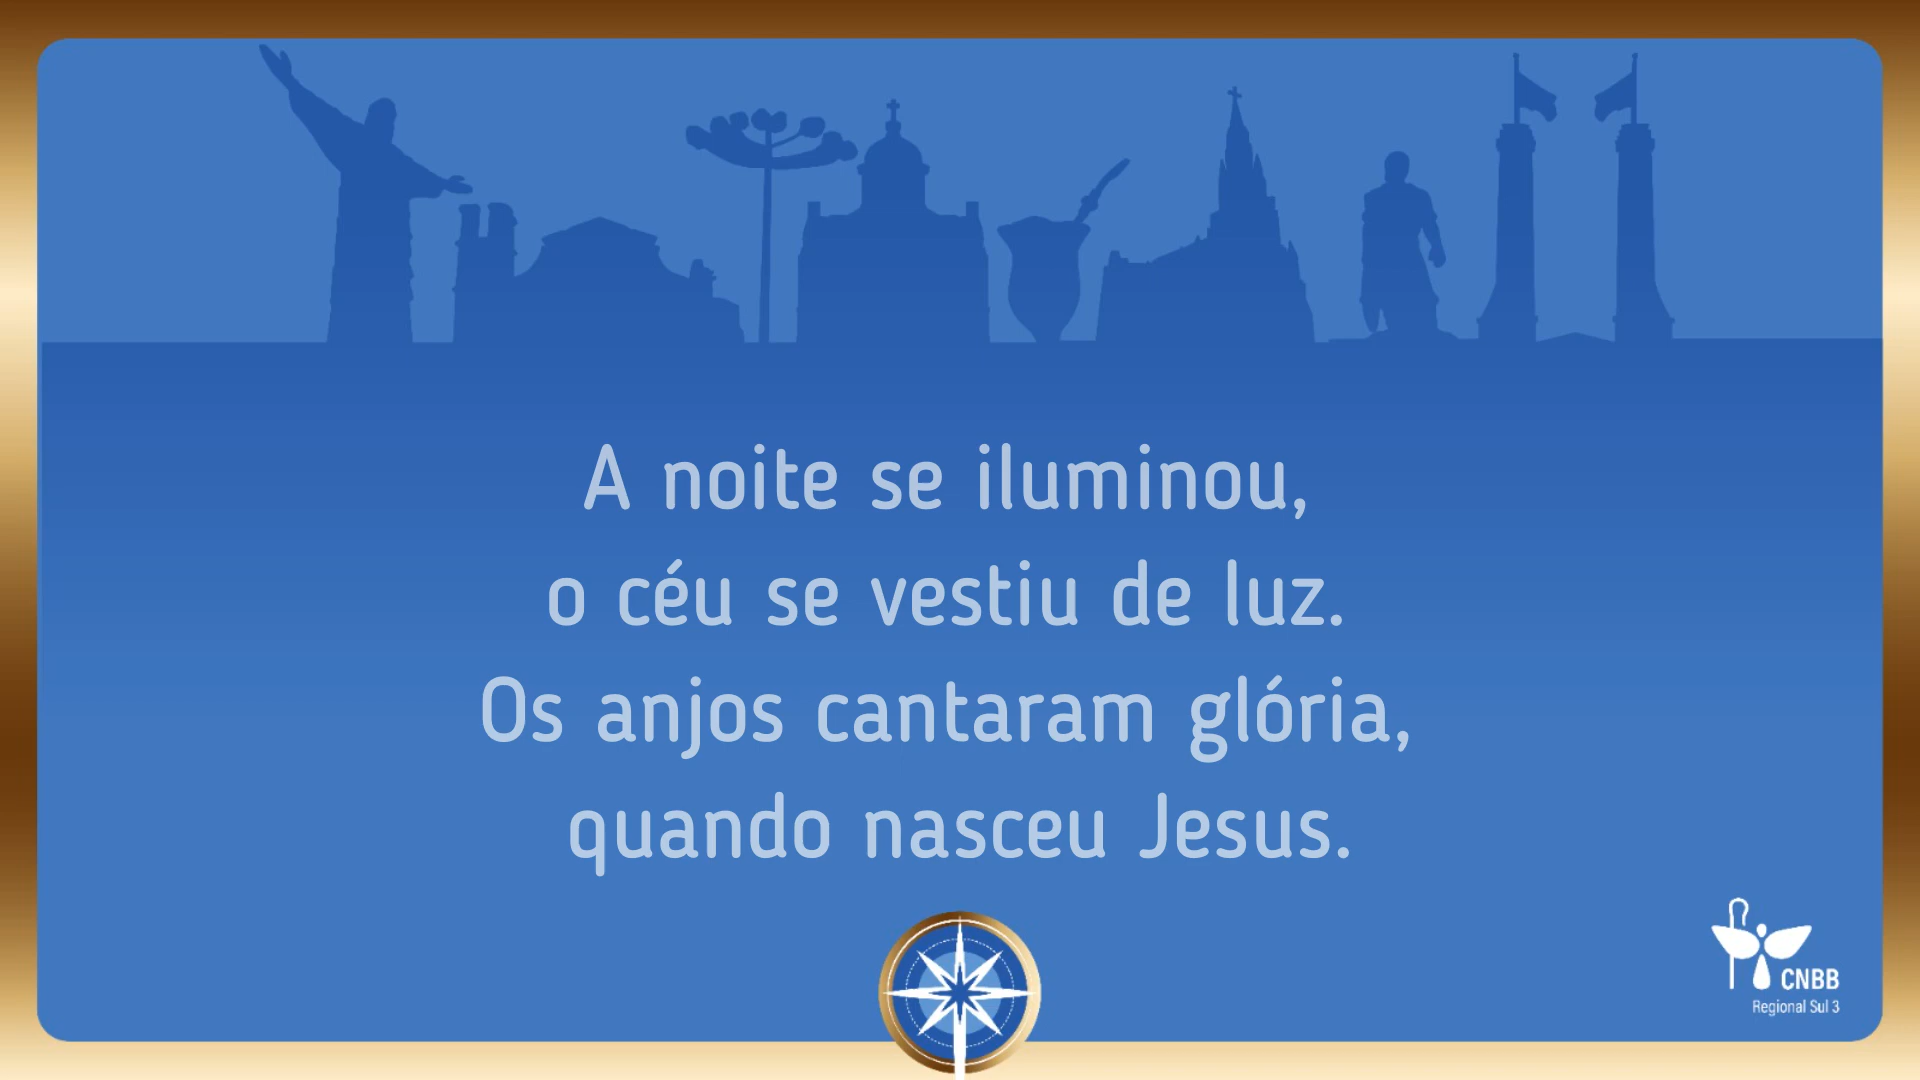 A noite se iluminou,
o céu se vestiu de luz.
Os anjos cantaram glória,
quando nasceu Jesus.
CNBB
Regional Sul 3